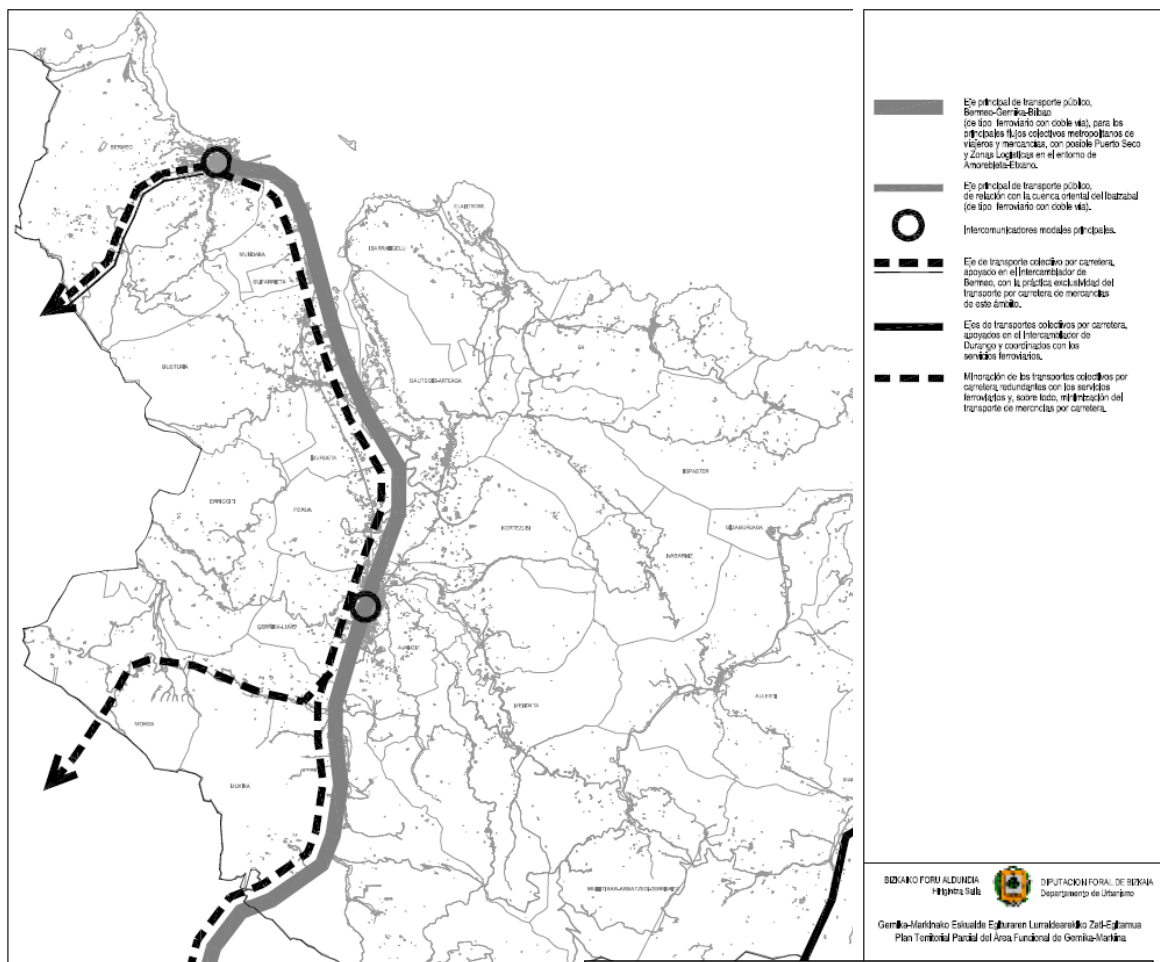 BERMEO
ELANTXOBE
IBARRANGELU
MUNDAKA
SUKARRIETA
EA
BUSTURIA
GAUTEGIZ-ARTEAGA
MURUETA
ISPASTER
ERRIGOITI
FORUA
KORTEZUBI
GIZABURUAGA
NABARNIZ
GERNIKA-LUMO
AJANGIZ
AULESTI
MENDATA
MORGA
MUXIKA
Eje principal de transporte público,
Bermeo-Gernika-Bilbao
(de tipo ferroviario con doble vía), para los
principales flujos colectivos metropolitanos de
viajeros y mercancías, con posible Puerto Seco
y Zonas Logísticas en el entorno de
Amorebieta-Etxano.
Eje principal de transporte público,
de relación con la cuenca oriental del Ibaizabal
(de tipo ferroviario con doble vía).
Intercomunicadores modales principales.
Eje de transporte colectivo por carretera,
apoyado en el Intercambiador de
Bermeo, con la práctica exclusividad del
transporte por carretera de mercancías
de este ámbito.
Ejes de transportes colectivos por carretera,
apoyados en el Intercambiador de
Durango y coordinados con los
servicios ferroviarios.
Minoración de los transportes colectivos por
carretera redundantes con los servicios
ferroviarios y, sobre todo, minimización del
transporte de mercncías por carretera.
BIZKAIKO FORU ALDUNDIA
Hirigintza Saila
DIPUTACION FORAL DE BIZKAIA
Departamento de Urbanismo
Gernika-Markinako Eskualde Egituraren Lurraldearekiko Zati-Egitamua
Plan Territorial Parcial del Área Funcional de Gernika-Markina